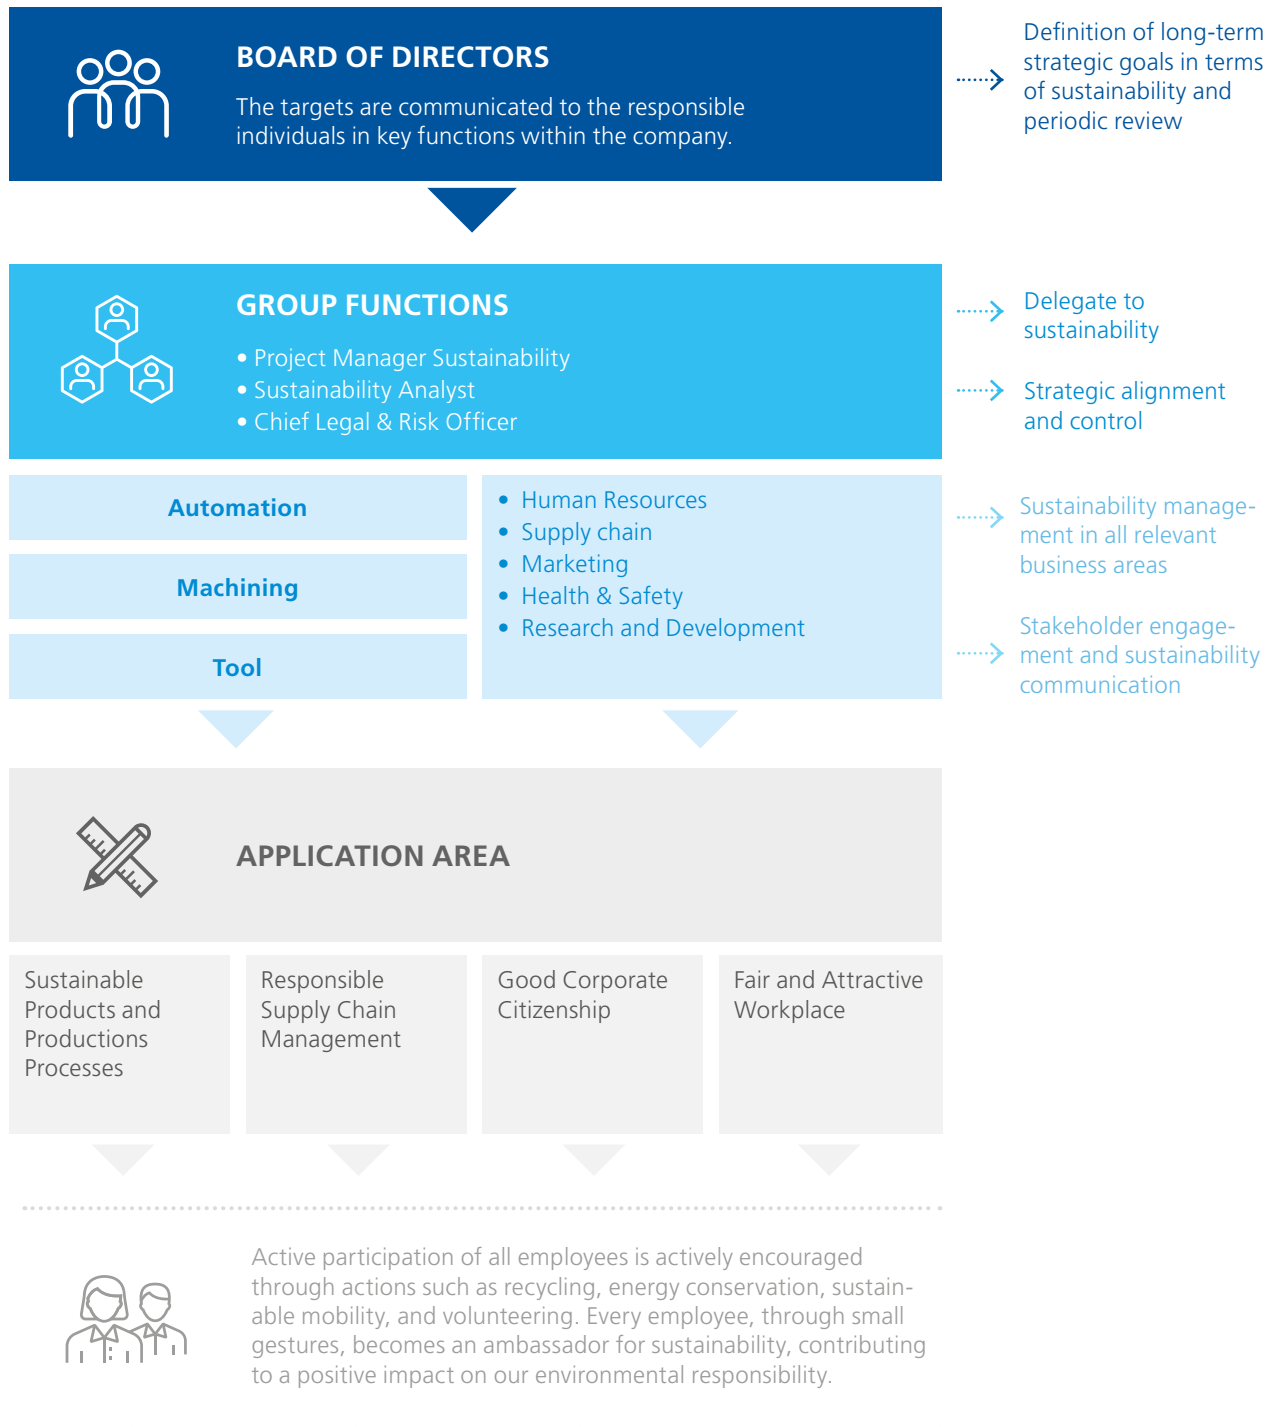 BOARD OF DIRECTORS
The targets are communicated to the responsible
individuals in key functions within the company.
Definition of long-term
strategic goals in terms
of sustainability and
periodic review
GROUP FUNCTIONS
• Project Manager Sustainability
• Sustainability Analyst
• Chief Legal & Risk Officer
Delegate to
sustainability
Strategic alignment
and control
Automation
Machining
Tool
• Human Resources
• Supply chain
• Marketing
• Health & Safety
• Research and Development
Sustainability manage-
ment in all relevant
business areas
Stakeholder engage-
ment and sustainability
communication
APPLICATION AREA
Sustainable
Products and
Productions
Processes
Responsible
Supply Chain
Management
Good Corporate
Citizenship
Fair and Attractive
Workplace
Active participation of all employees is actively encouraged
through actions such as recycling, energy conservation, sustain-
able mobility, and volunteering. Every employee, through small
gestures, becomes an ambassador for sustainability, contributing
to a positive impact on our environmental responsibility.